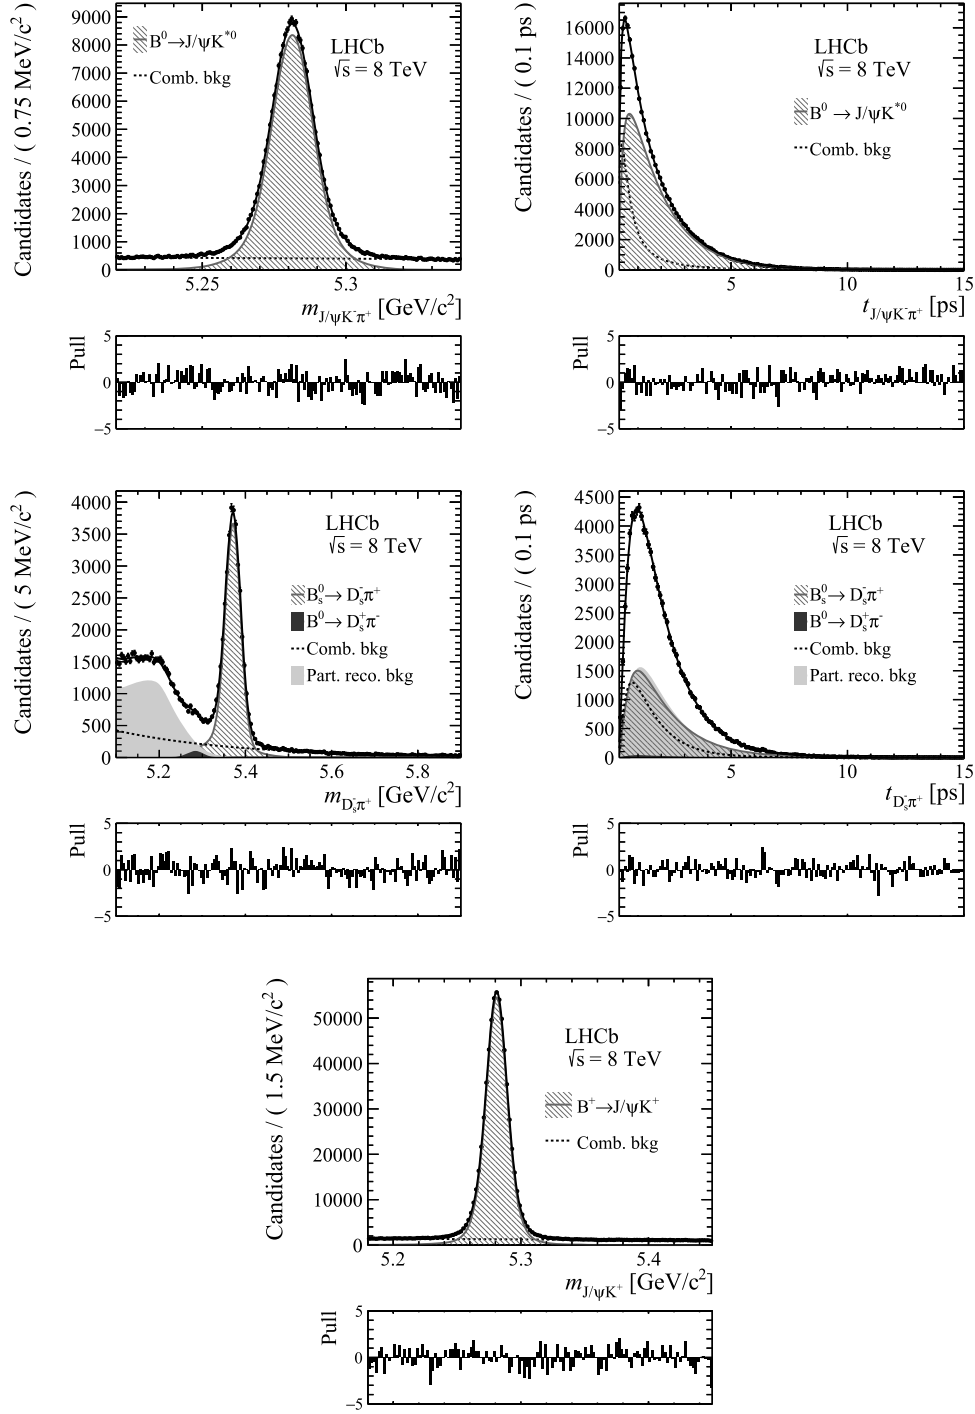 Candidates / ( 0.75 MeV/c²)
9000
8000
7000
6000
5000
4000
3000
2000
1000
0
B⁰→J/ψK*⁰
Comb. bkg
LHCb
√s = 8 TeV
5.25 5.3
m_J/ψK⁻π⁺ [GeV/c²]
Pull
5
0
−5
Candidates / ( 0.1 ps)
16000
14000
12000
10000
8000
6000
4000
2000
0
LHCb
√s = 8 TeV
B⁰ → J/ψK*⁰
Comb. bkg
5 10 15
t_J/ψK⁻π⁺ [ps]
Pull
5
0
−5
Candidates / ( 5 MeV/c²)
4000
3500
3000
2500
2000
1500
1000
500
0
LHCb
√s = 8 TeV
B⁰ₛ→ D⁻ₛπ⁺
B⁰→ D⁺ₛπ⁻
Comb. bkg
Part. reco. bkg
5.2 5.4 5.6 5.8
m_D⁻ₛπ⁺ [GeV/c²]
Pull
5
0
−5
Candidates / ( 0.1 ps)
4500
4000
3500
3000
2500
2000
1500
1000
500
0
LHCb
√s = 8 TeV
B⁰ₛ→ D⁻ₛπ⁺
B⁰→ D⁺ₛπ⁻
Comb. bkg
Part. reco. bkg
5 10 15
t_D⁻ₛπ⁺ [ps]
Pull
5
0
−5
Candidates / ( 1.5 MeV/c²)
50000
40000
30000
20000
10000
0
LHCb
√s = 8 TeV
B⁺→J/ψK⁺
Comb. bkg
5.2 5.3 5.4
m_J/ψK⁺ [GeV/c²]
Pull
5
0
−5